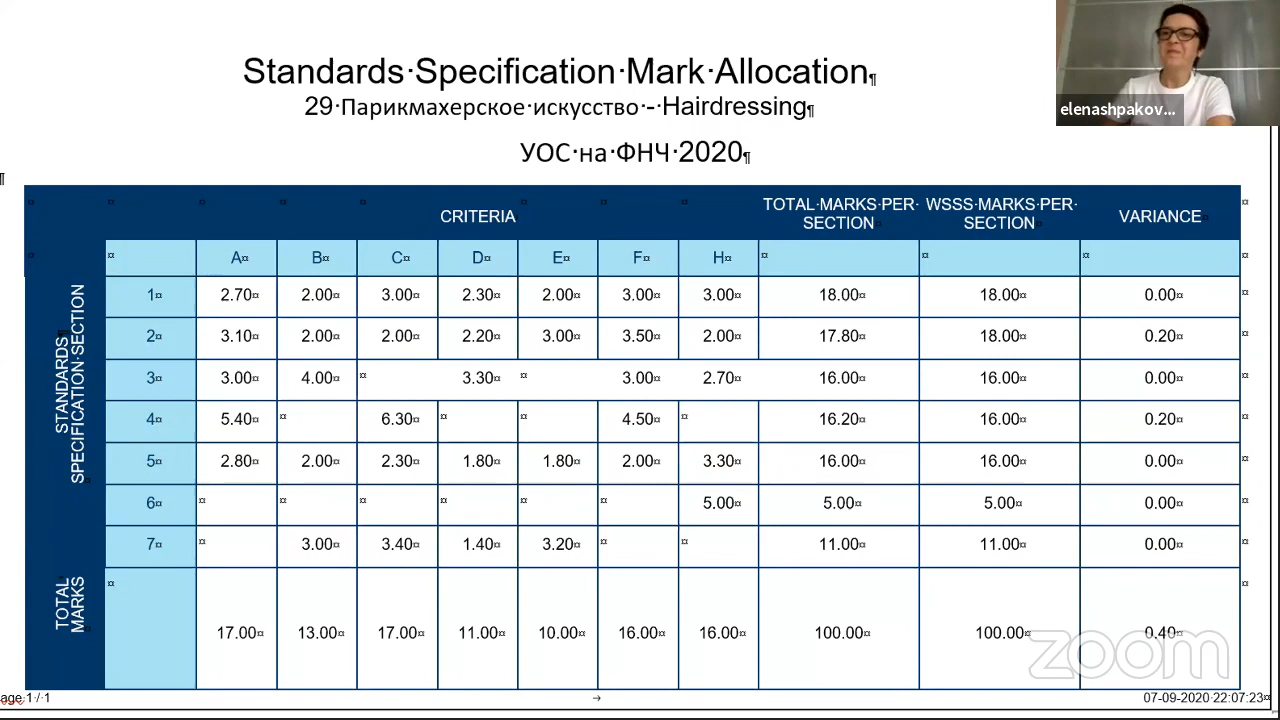 Standards Specification Mark Allocation
29 Парикмахерское искусство - Hairdressing
УОС на ФНЧ 2020
elenashpakov...
CRITERIA
TOTAL MARKS PER SECTION
WSSS MARKS PER SECTION
VARIANCE
A B C D E F H
STANDARDS SPECIFICATION SECTION
1 2.70 2.00 3.00 2.30 2.00 3.00 3.00 18.00 18.00 0.00
2 3.10 2.00 2.00 2.20 3.00 3.50 2.00 17.80 18.00 0.20
3 3.00 4.00 3.30 3.00 2.70 16.00 16.00 0.00
4 5.40 6.30 4.50 16.20 16.00 0.20
5 2.80 2.00 2.30 1.80 1.80 2.00 3.30 16.00 16.00 0.00
6 5.00 5.00 5.00 0.00
7 3.00 3.40 1.40 3.20 11.00 11.00 0.00
TOTAL MARKS
17.00 13.00 17.00 11.00 10.00 16.00 16.00 100.00 100.00 0.40
zoom
age 1 / 1
07-09-2020 22:07:23